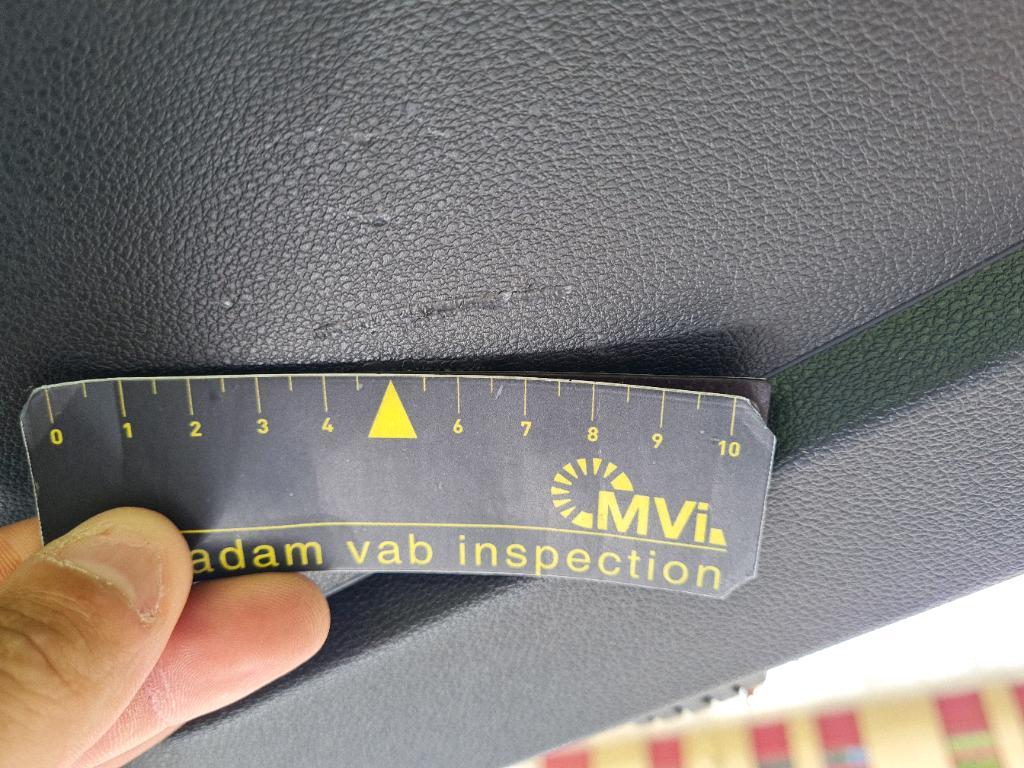 0 1 2 3 4 6 7 8 9 10
MVi
adam vab inspection